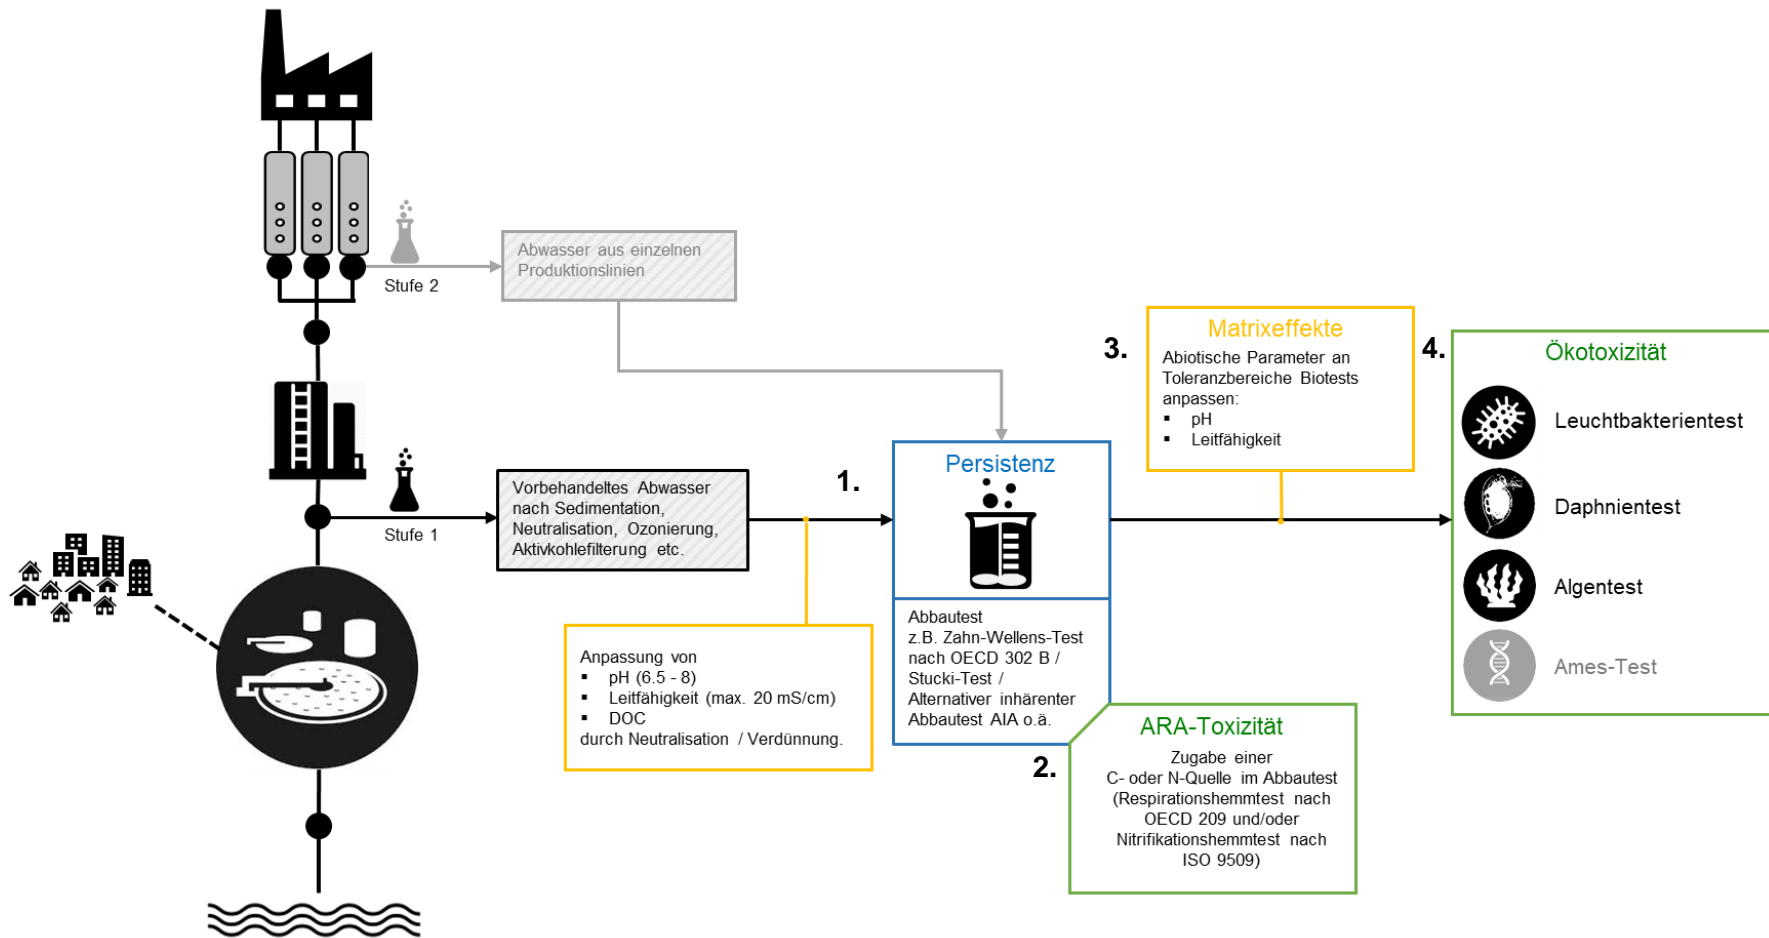 Abwasser aus einzelnen
Produktionslinien
Stufe 2
3.
Matrixeffekte
Abiotische Parameter an
Toleranzbereiche Biotests
anpassen:
▪ pH
▪ Leitfähigkeit
4.
Ökotoxizität
Leuchtbakterientest
Daphnientest
Algentest
Ames-Test
Stufe 1
Vorbehandeltes Abwasser
nach Sedimentation,
Neutralisation, Ozonierung,
Aktivkohlefilterung etc.
1.
Persistenz
Abbautest
z.B. Zahn-Wellens-Test
nach OECD 302 B /
Stucki-Test /
Alternativer inhärenter
Abbautest AIA o.ä.
Anpassung von
▪ pH (6.5 - 8)
▪ Leitfähigkeit (max. 20 mS/cm)
▪ DOC
durch Neutralisation / Verdünnung.
2.
ARA-Toxizität
Zugabe einer
C- oder N-Quelle im Abbautest
(Respirationshemmtest nach
OECD 209 und/oder
Nitrifikationshemmtest nach
ISO 9509)